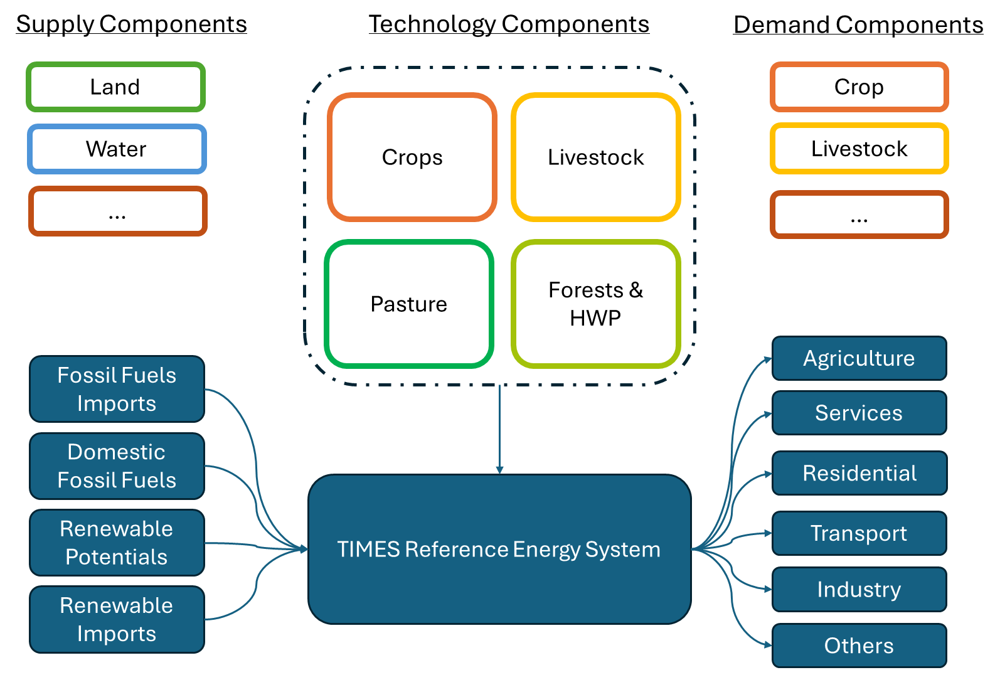 Supply Components
Technology Components
Demand Components
Land
Water
...
Crops
Livestock
Pasture
Forests &
HWP
Crop
Livestock
...
Fossil Fuels
Imports
Domestic
Fossil Fuels
Renewable
Potentials
Renewable
Imports
TIMES Reference Energy System
Agriculture
Services
Residential
Transport
Industry
Others